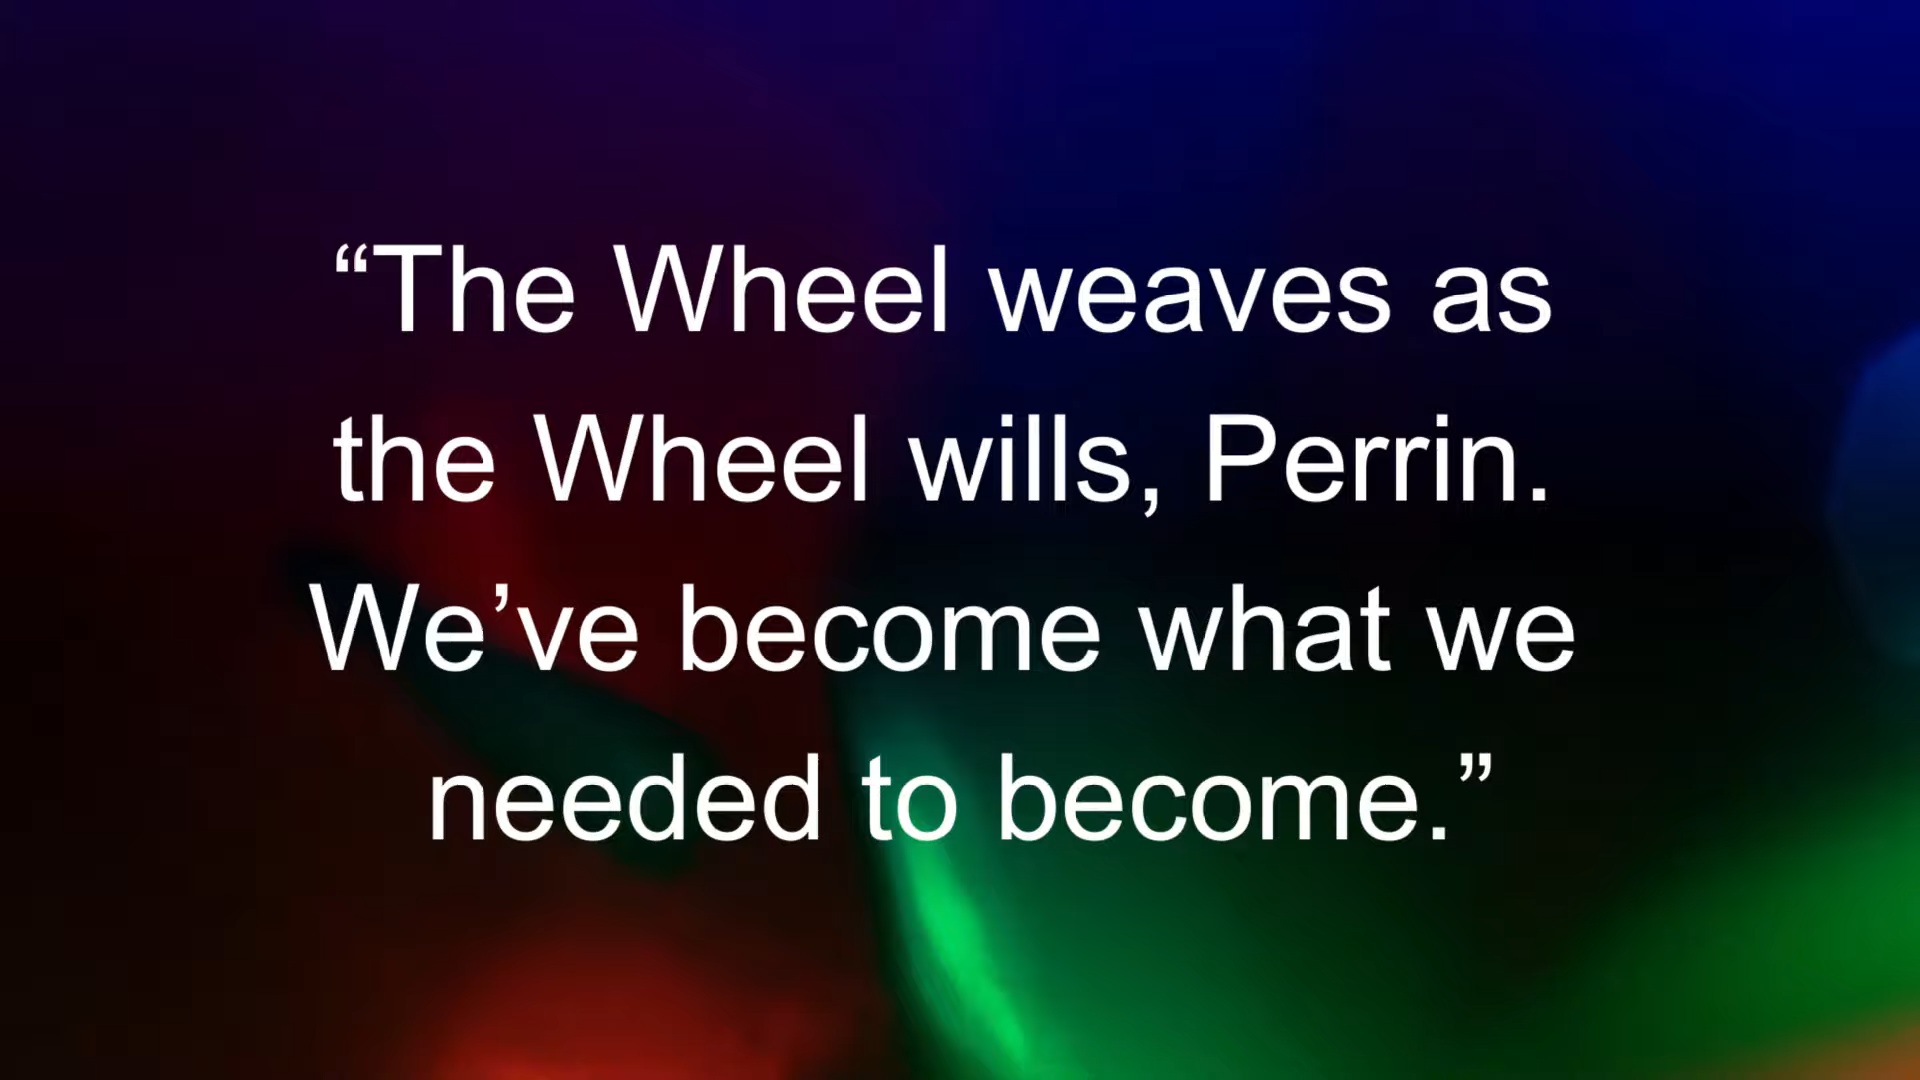 “The Wheel weaves as
the Wheel wills, Perrin.
We’ve become what we
needed to become.”